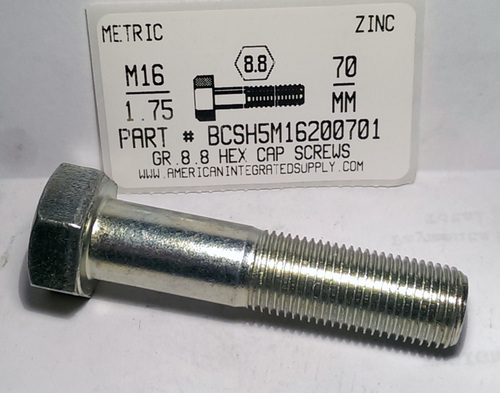 METRIC ZINC
M16 8.8 70
1.75 MM
PART # BCSH5M16200701
GR.8.8 HEX CAP SCREWS
WWW.AMERICANINTEGRATEDSUPPLY.COM